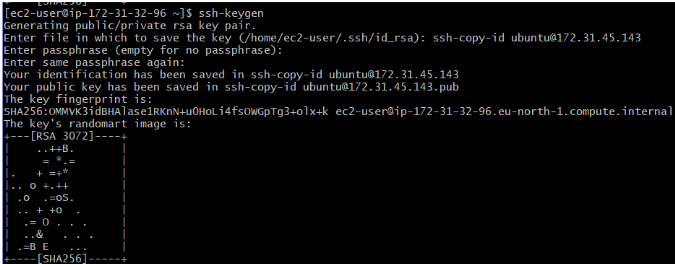 +----[SHA256]-----+
[ec2-user@ip-172-31-32-96 ~]$ ssh-keygen
Generating public/private rsa key pair.
Enter file in which to save the key (/home/ec2-user/.ssh/id_rsa): ssh-copy-id ubuntu@172.31.45.143
Enter passphrase (empty for no passphrase):
Enter same passphrase again:
Your identification has been saved in ssh-copy-id ubuntu@172.31.45.143
Your public key has been saved in ssh-copy-id ubuntu@172.31.45.143.pub
The key fingerprint is:
SHA256:OMMVK3idBHAlase1RKnN+uOHoLi4fsOWGpTg3+olx+k ec2-user@ip-172-31-32-96.eu-north-1.compute.internal
The key's randomart image is:
+---[RSA 3072]----+
|     ..++B.      |
|      = *.=      |
|.    + =+*       |
|.. o +.++        |
| .o  .=oS.       |
| .. + +o  .      |
|  .= O . . .     |
|  ..&   . . .    |
| .=B E   ...     |
+----[SHA256]-----+